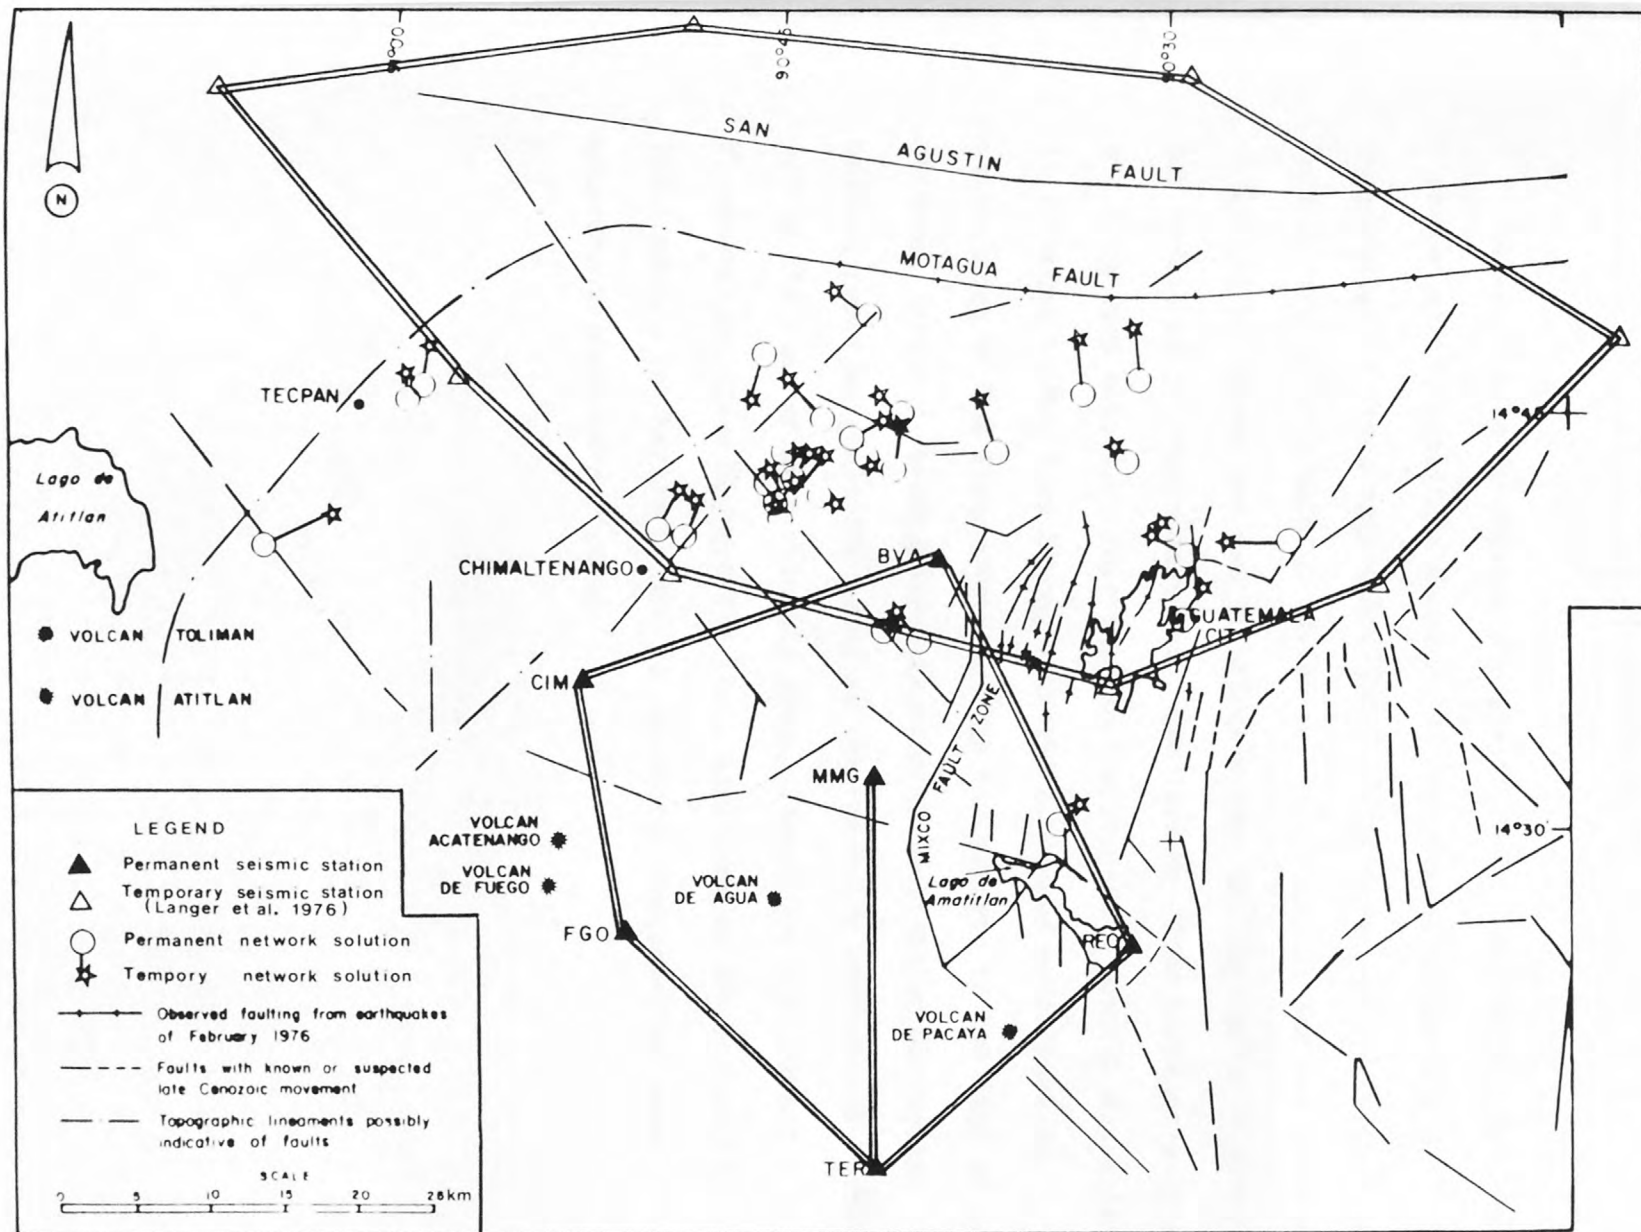 91°00
90°45
90°30
SAN AGUSTIN FAULT
MOTAGUA FAULT
N
TECPAN
14°45
Lago de
Atitlan
CHIMALTENANGO
BVA
GUATEMALA
CITY
VOLCAN TOLIMAN
VOLCAN ATITLAN
CIM
MIXCO FAULT ZONE
MMG
14°30'
VOLCAN
ACATENANGO
VOLCAN
DE FUEGO
VOLCAN
DE AGUA
Lago de
Amatitlan
FGO
REC
VOLCAN
DE PACAYA
TER
LEGEND
Permanent seismic station
Temporary seismic station
(Langer et al. 1976)
Permanent network solution
Tempory network solution
Observed faulting from earthquakes
of February 1976
Faults with known or suspected
late Cenozoic movement
Topographic lineaments possibly
indicative of faults
SCALE
0 5 10 15 20 25km